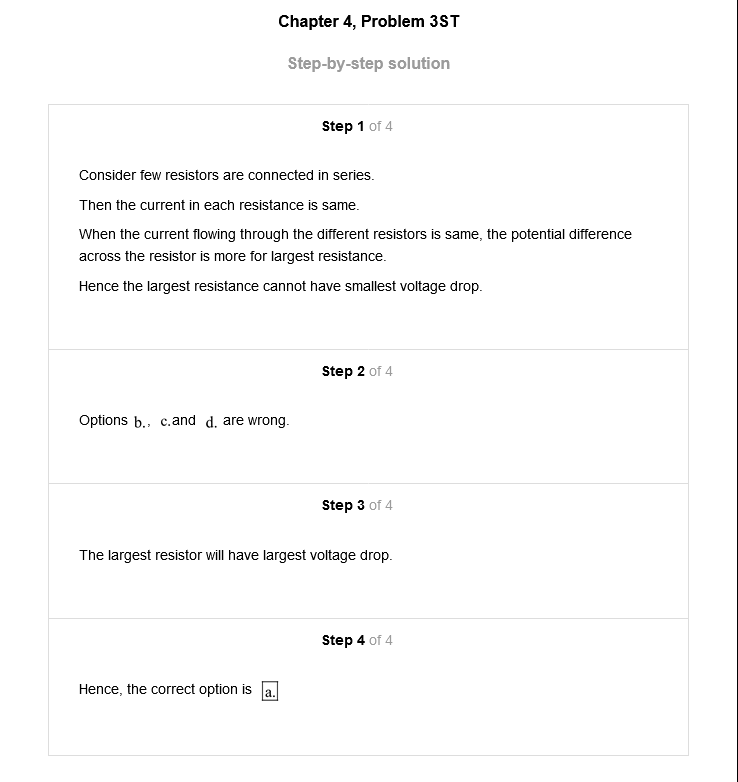 Chapter 4, Problem 3ST
Step-by-step solution
Step 1 of 4
Consider few resistors are connected in series.
Then the current in each resistance is same.
When the current flowing through the different resistors is same, the potential difference
across the resistor is more for largest resistance.
Hence the largest resistance cannot have smallest voltage drop.
Step 2 of 4
Options b., c.and d. are wrong.
Step 3 of 4
The largest resistor will have largest voltage drop.
Step 4 of 4
Hence, the correct option is a.